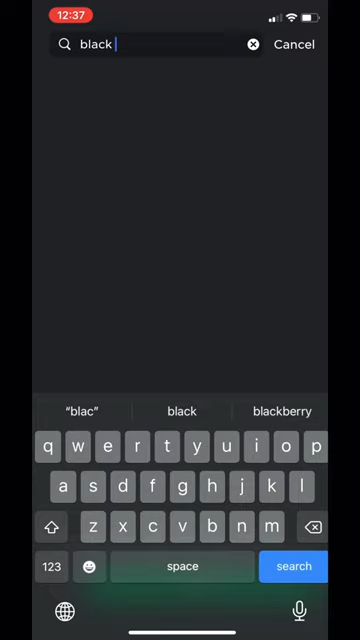 12:37
black
Cancel
“blac” black blackberry
q w e r t y u i o p
a s d f g h j k l
z x c v b n m
123 space search